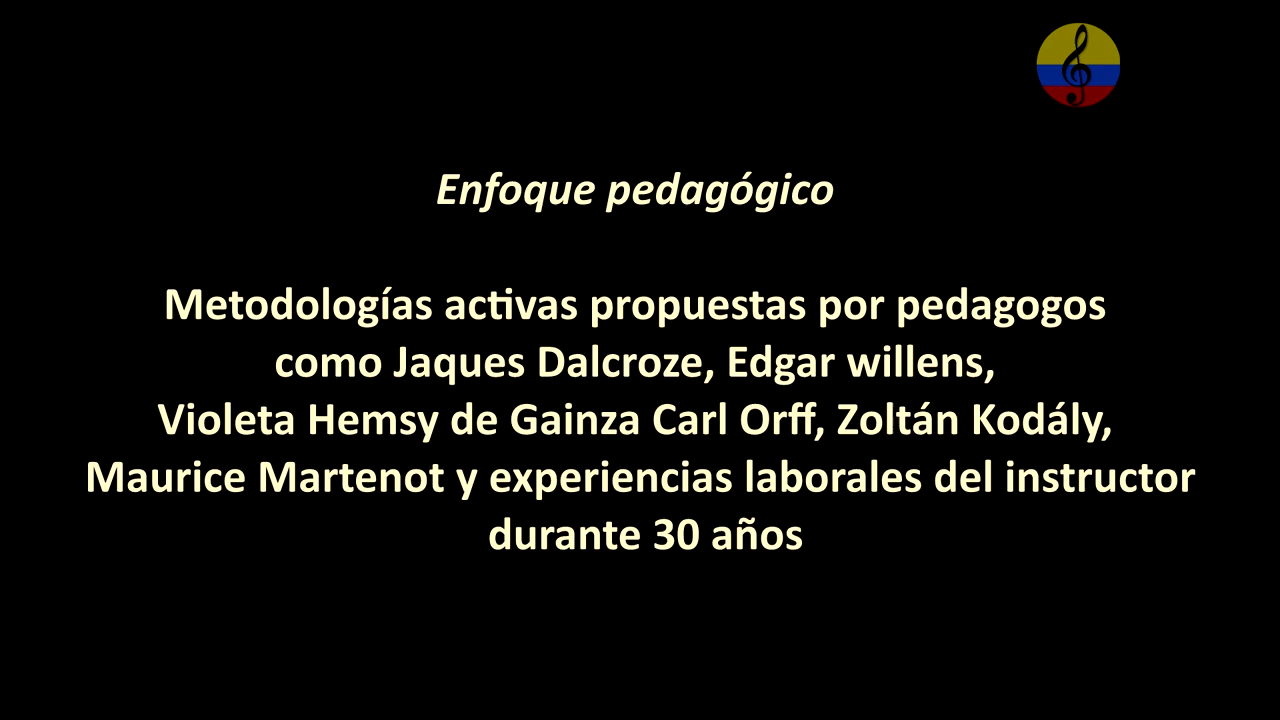 Enfoque pedagógico
Metodologías activas propuestas por pedagogos
como Jaques Dalcroze, Edgar willens,
Violeta Hemsy de Gainza Carl Orff, Zoltán Kodály,
Maurice Martenot y experiencias laborales del instructor
durante 30 años